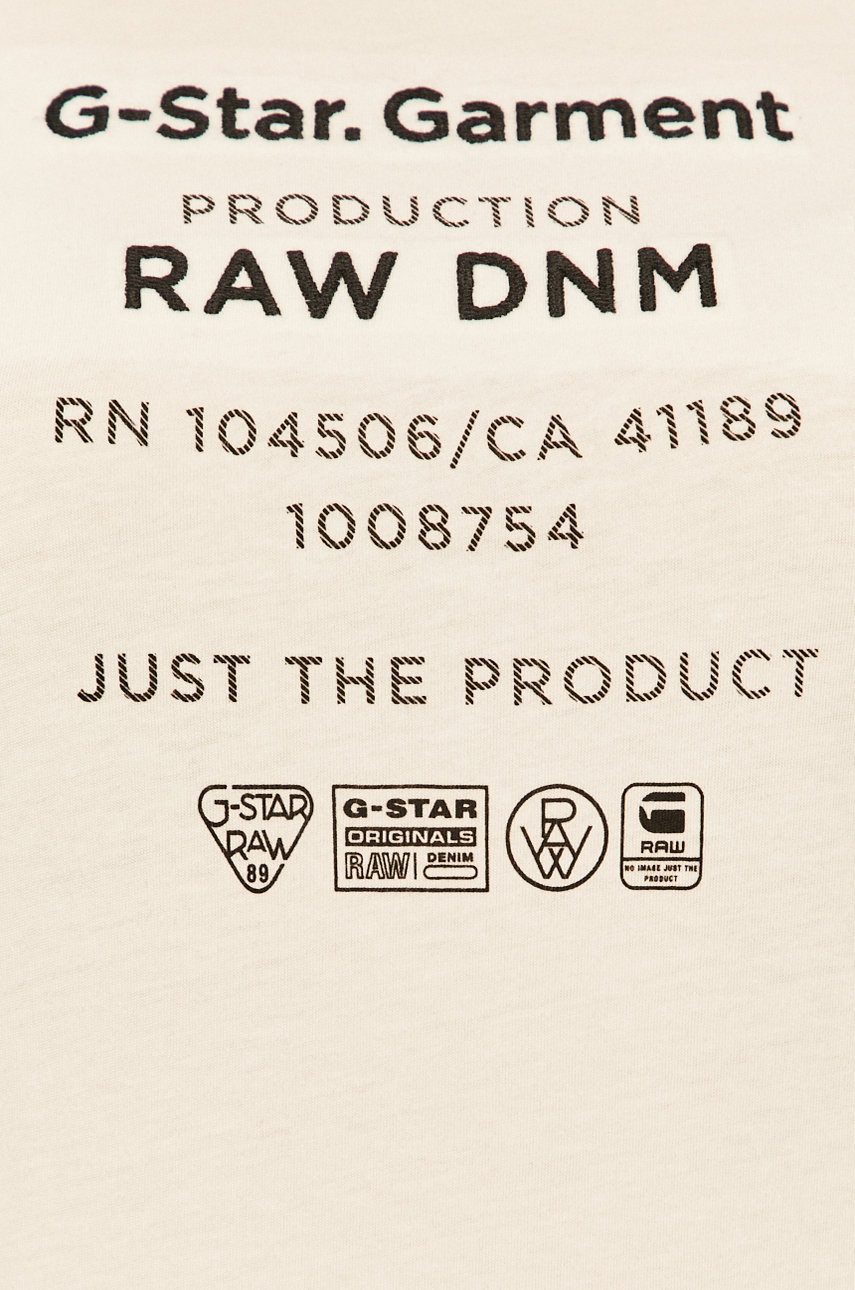 G-Star. Garment
PRODUCTION
RAW DNM
RN 104506/CA 41189
1008754
JUST THE PRODUCT
G-STAR
RAW
89
G-STAR
ORIGINALS
RAW DENIM
RAW
RAW
NO IMAGE JUST THE
PRODUCT